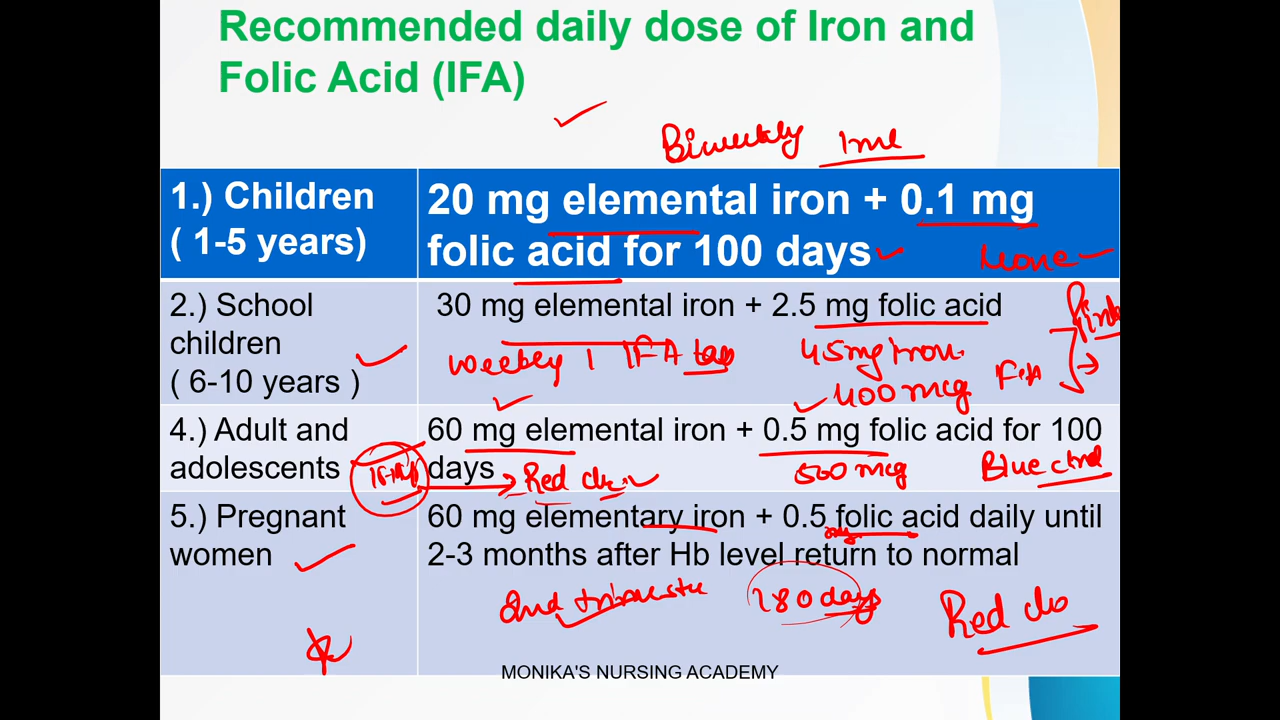 Recommended daily dose of Iron and
Folic Acid (IFA)
Biweekly 1ml
1.) Children
( 1-5 years)
20 mg elemental iron + 0.1 mg
folic acid for 100 days
2.) School
children
( 6-10 years )
30 mg elemental iron + 2.5 mg folic acid
Pink
weekly 1 IFA tab
45mg iron
400 mcg
4.) Adult and
adolescents
60 mg elemental iron + 0.5 mg folic acid for 100
days
Red
500 mcg
Blue
5.) Pregnant
women
60 mg elementary iron + 0.5 folic acid daily until
mg
2-3 months after Hb level return to normal
2nd trimester
180 days
Red
MONIKA'S NURSING ACADEMY